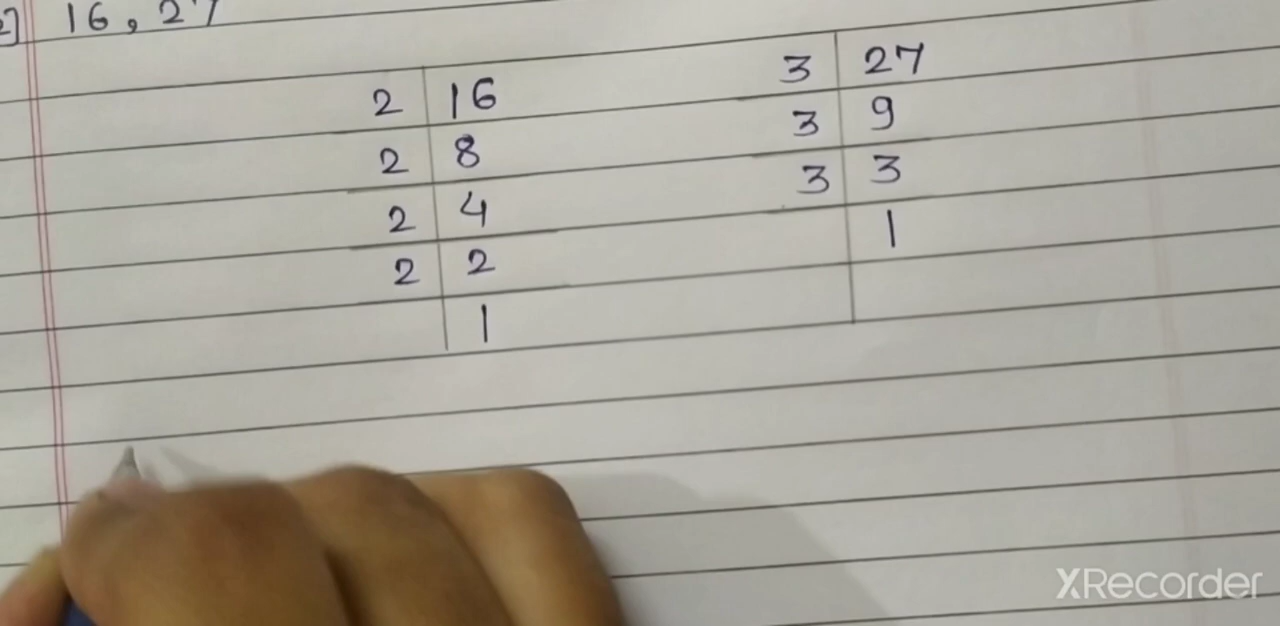 2] 16, 27
2 | 16
2 | 8
2 | 4
2 | 2
1
3 | 27
3 | 9
3 | 3
1
XRecorder